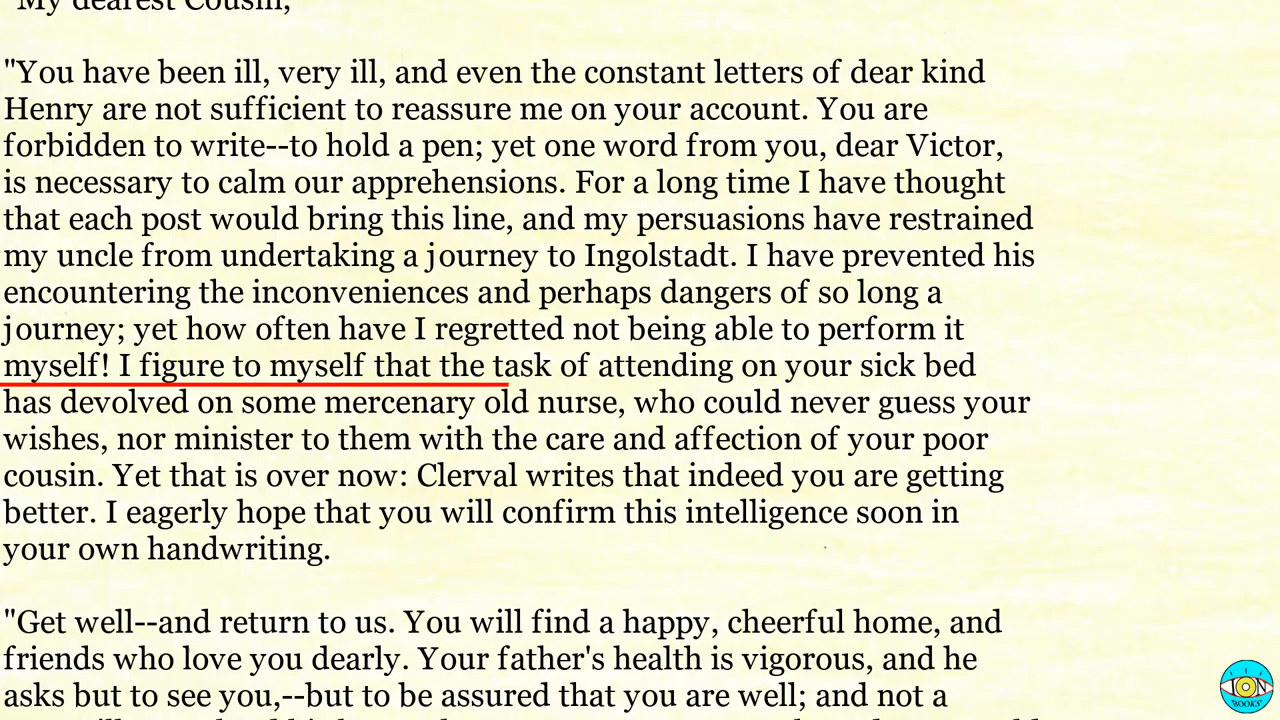 "My dearest Cousin,
"You have been ill, very ill, and even the constant letters of dear kind
Henry are not sufficient to reassure me on your account. You are
forbidden to write--to hold a pen; yet one word from you, dear Victor,
is necessary to calm our apprehensions. For a long time I have thought
that each post would bring this line, and my persuasions have restrained
my uncle from undertaking a journey to Ingolstadt. I have prevented his
encountering the inconveniences and perhaps dangers of so long a
journey; yet how often have I regretted not being able to perform it
myself! I figure to myself that the task of attending on your sick bed
has devolved on some mercenary old nurse, who could never guess your
wishes, nor minister to them with the care and affection of your poor
cousin. Yet that is over now: Clerval writes that indeed you are getting
better. I eagerly hope that you will confirm this intelligence soon in
your own handwriting.
"Get well--and return to us. You will find a happy, cheerful home, and
friends who love you dearly. Your father's health is vigorous, and he
asks but to see you,--but to be assured that you are well; and not a
ION
BOOKS